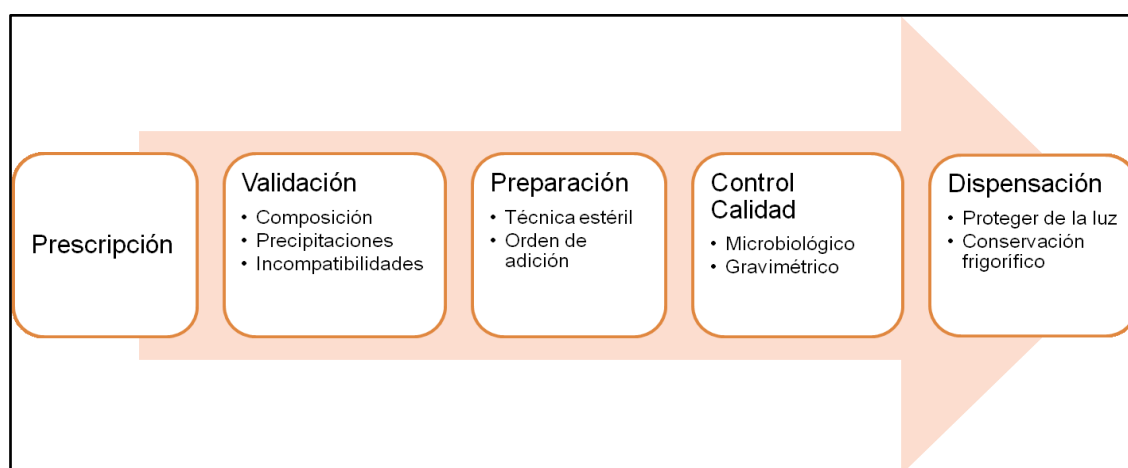 Prescripción
Validación
• Composición
• Precipitaciones
• Incompatibilidades
Preparación
• Técnica estéril
• Orden de
adición
Control
Calidad
• Microbiológico
• Gravimétrico
Dispensación
• Proteger de la luz
• Conservación
frigorifico